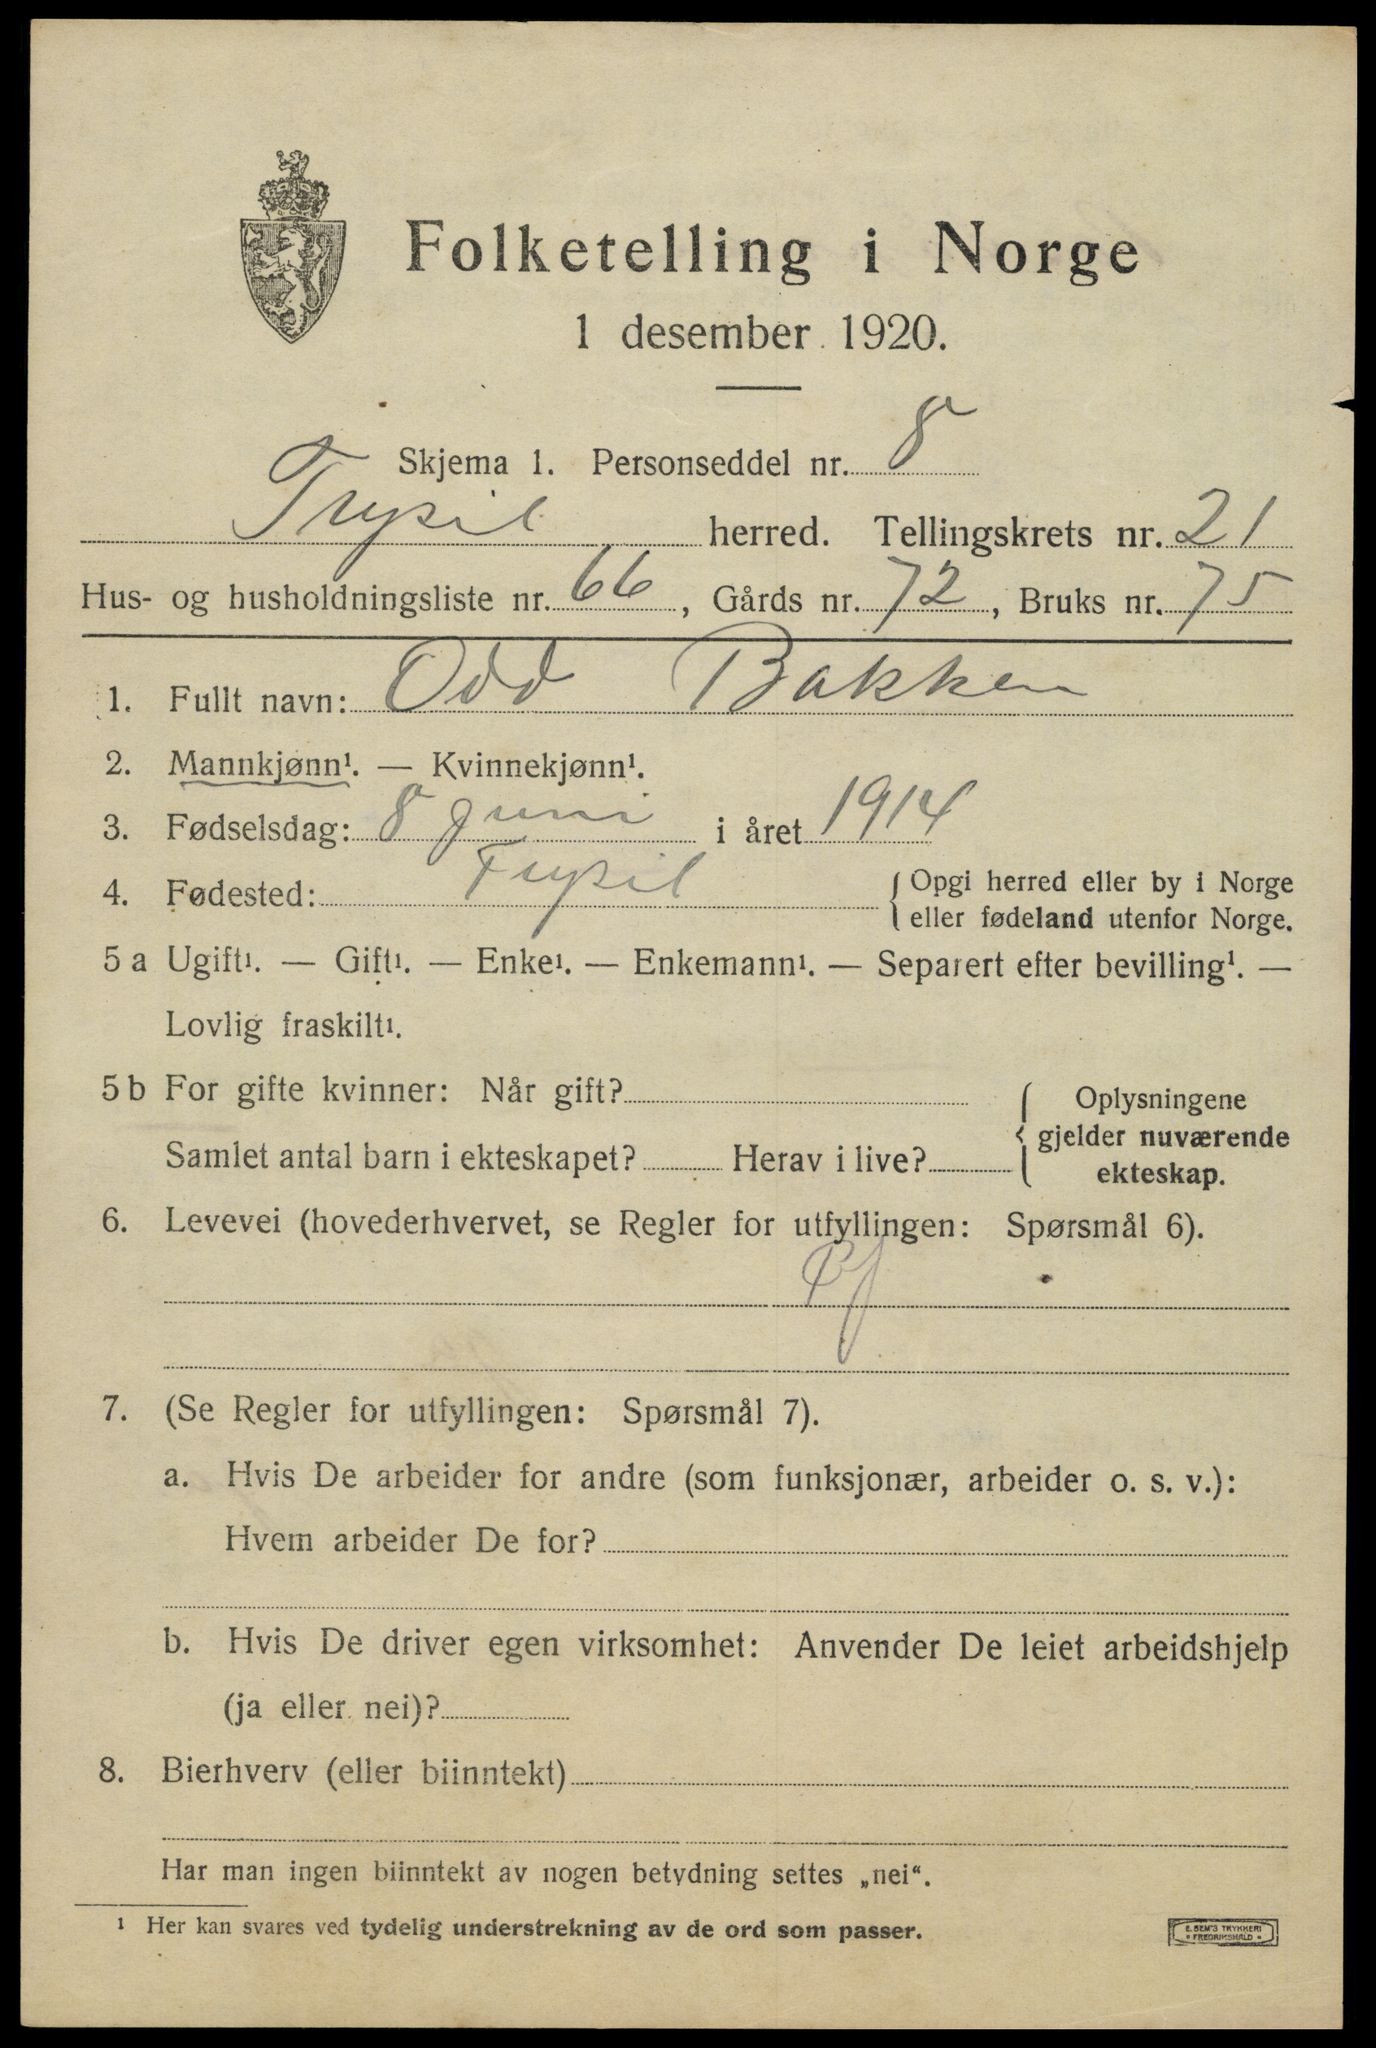 Folketelling i Norge
1 desember 1920.
Skjema 1. Personseddel nr. 8
Trysil herred. Tellingskrets nr. 21
Hus- og husholdningsliste nr. 66, Gårds nr. 72, Bruks nr. 75
1. Fullt navn: Odd Bakken
2. Mannkjønn¹. — Kvinnekjønn¹.
3. Fødselsdag: 8 juni i året 1914
4. Fødested: Trysil { Opgi herred eller by i Norge
eller fødeland utenfor Norge.
5 a Ugift¹. — Gift¹. — Enke¹. — Enkemann¹. — Separert efter bevilling¹. —
Lovlig fraskilt¹.
5 b For gifte kvinner: Når gift? { Oplysningene
gjelder nuværende
Samlet antal barn i ekteskapet? Herav i live? ekteskap.
6. Levevei (hovederhvervet, se Regler for utfyllingen: Spørsmål 6).
7. (Se Regler for utfyllingen: Spørsmål 7).
a. Hvis De arbeider for andre (som funksjonær, arbeider o. s. v.):
Hvem arbeider De for?
b. Hvis De driver egen virksomhet: Anvender De leiet arbeidshjelp
(ja eller nei)?
8. Bierhverv (eller biinntekt)
Har man ingen biinntekt av nogen betydning settes „nei“.
¹ Her kan svares ved tydelig understrekning av de ord som passer.
E. SEM'S TRYKKERI
FREDRIKSHALD